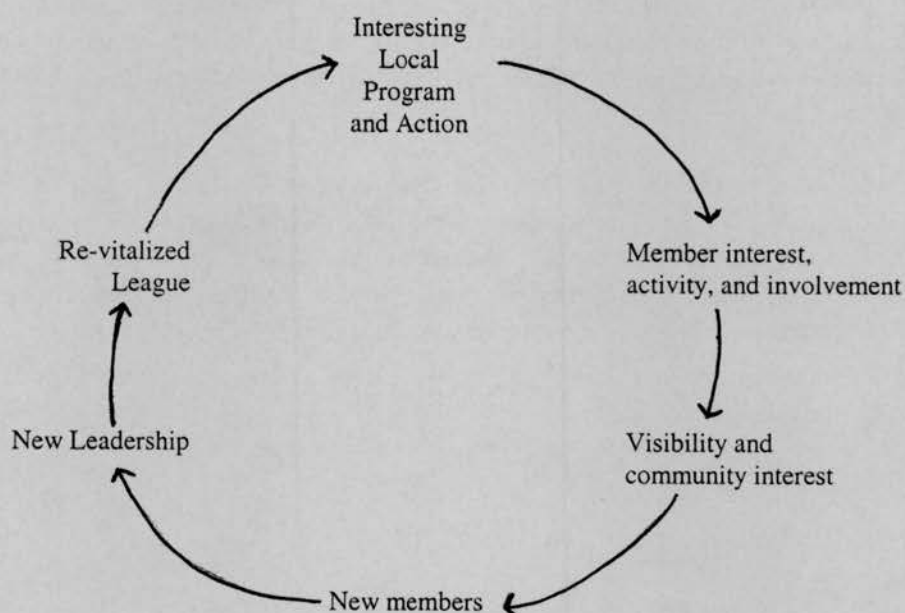 Interesting
Local
Program
and Action
Member interest,
activity, and involvement
Visibility and
community interest
New members
New Leadership
Re-vitalized
League